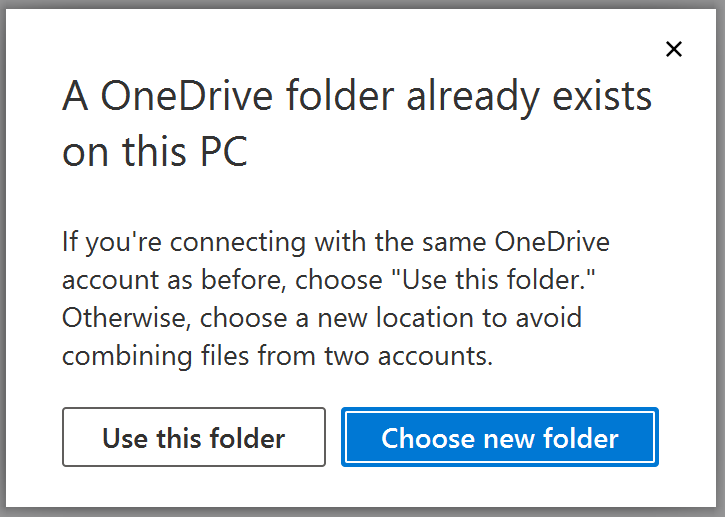 A OneDrive folder already exists
on this PC
If you're connecting with the same OneDrive
account as before, choose "Use this folder."
Otherwise, choose a new location to avoid
combining files from two accounts.
Use this folder
Choose new folder